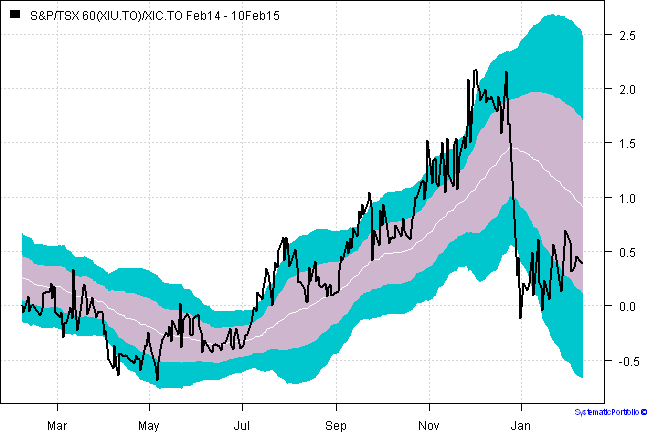 S&P/TSX 60(XIU.TO)/XIC.TO Feb14 - 10Feb15
2.5
2.0
1.5
1.0
0.5
0.0
-0.5
Mar May Jul Sep Nov Jan
SystematicPortfolio ©